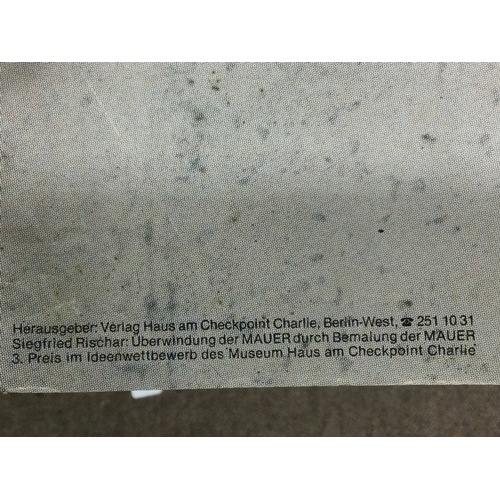 Herausgeber: Verlag Haus am Checkpoint Charlie, Berlin-West, ☎ 251 10 31
Siegfried Rischar: Überwindung der MAUER durch Bemalung der MAUER
3. Preis im Ideenwettbewerb des Museum Haus am Checkpoint Charlie